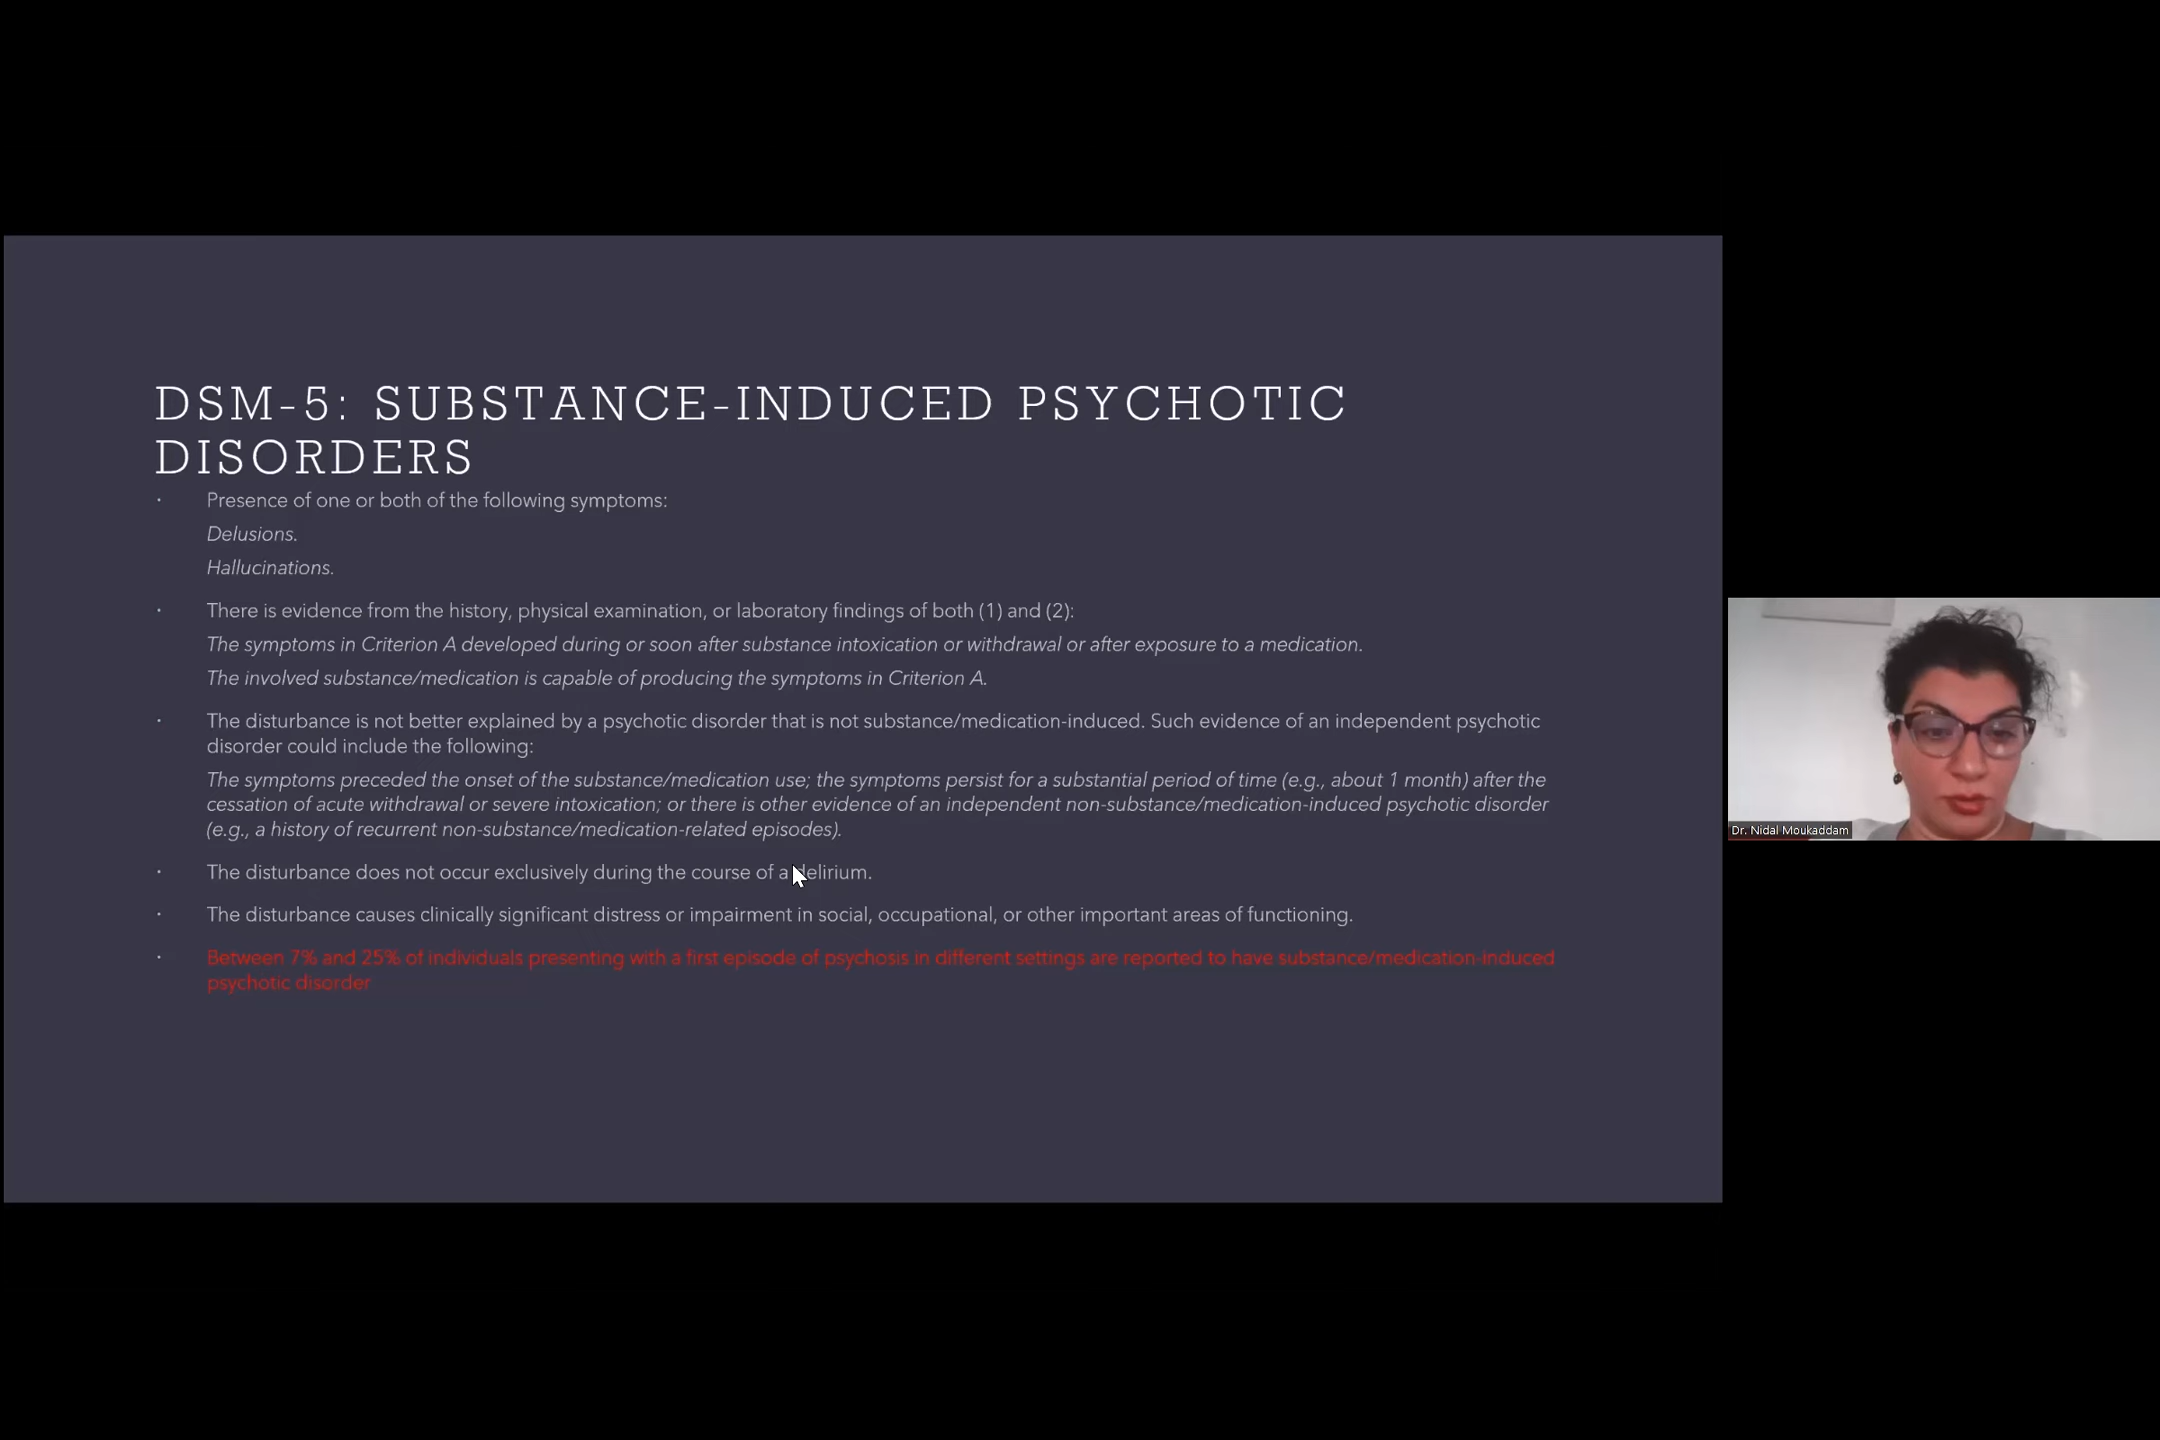 DSM-5: SUBSTANCE-INDUCED PSYCHOTIC
DISORDERS
· Presence of one or both of the following symptoms:
Delusions.
Hallucinations.
· There is evidence from the history, physical examination, or laboratory findings of both (1) and (2):
The symptoms in Criterion A developed during or soon after substance intoxication or withdrawal or after exposure to a medication.
The involved substance/medication is capable of producing the symptoms in Criterion A.
· The disturbance is not better explained by a psychotic disorder that is not substance/medication-induced. Such evidence of an independent psychotic
disorder could include the following:
The symptoms preceded the onset of the substance/medication use; the symptoms persist for a substantial period of time (e.g., about 1 month) after the
cessation of acute withdrawal or severe intoxication; or there is other evidence of an independent non-substance/medication-induced psychotic disorder
(e.g., a history of recurrent non-substance/medication-related episodes).
· The disturbance does not occur exclusively during the course of a delirium.
· The disturbance causes clinically significant distress or impairment in social, occupational, or other important areas of functioning.
· Between 7% and 25% of individuals presenting with a first episode of psychosis in different settings are reported to have substance/medication-induced
psychotic disorder
Dr. Nidal Moukaddam